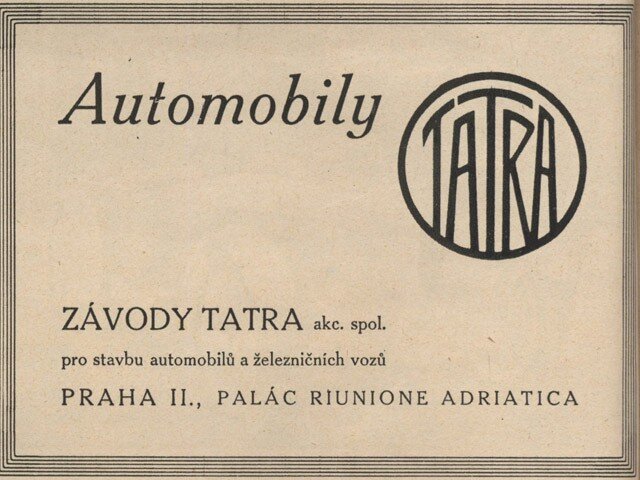 Automobily
TATRA
ZÁVODY TATRA akc. spol.
pro stavbu automobilů a železničních vozů
PRAHA II., PALÁC RIUNIONE ADRIATICA